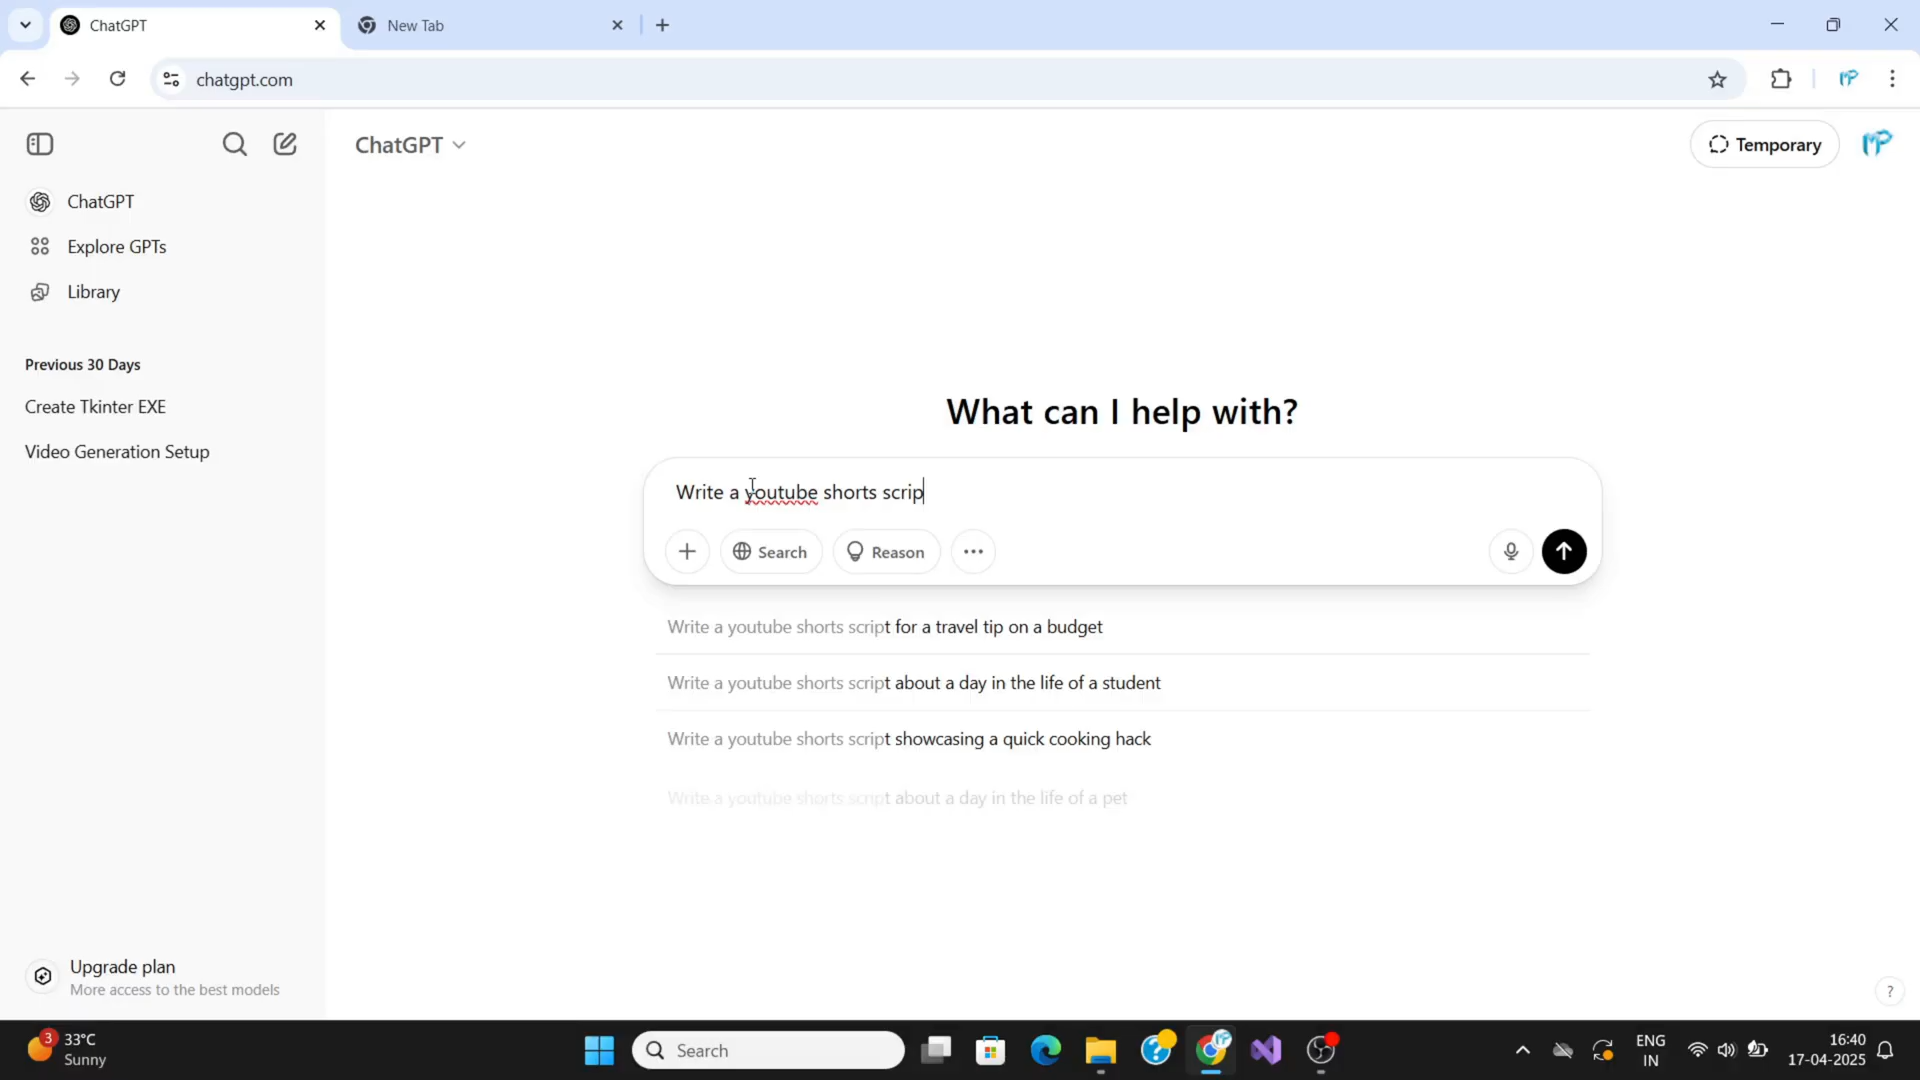 ChatGPT
New Tab
chatgpt.com
ChatGPT
Temporary
ChatGPT
Explore GPTs
Library
Previous 30 Days
Create Tkinter EXE
Video Generation Setup
What can I help with?
Write a youtube shorts scrip
Search
Reason
Write a youtube shorts script for a travel tip on a budget
Write a youtube shorts script about a day in the life of a student
Write a youtube shorts script showcasing a quick cooking hack
Write a youtube shorts script about a day in the life of a pet
Upgrade plan
More access to the best models
?
3
33°C
Sunny
Search
ENG
IN
16:40
17-04-2025